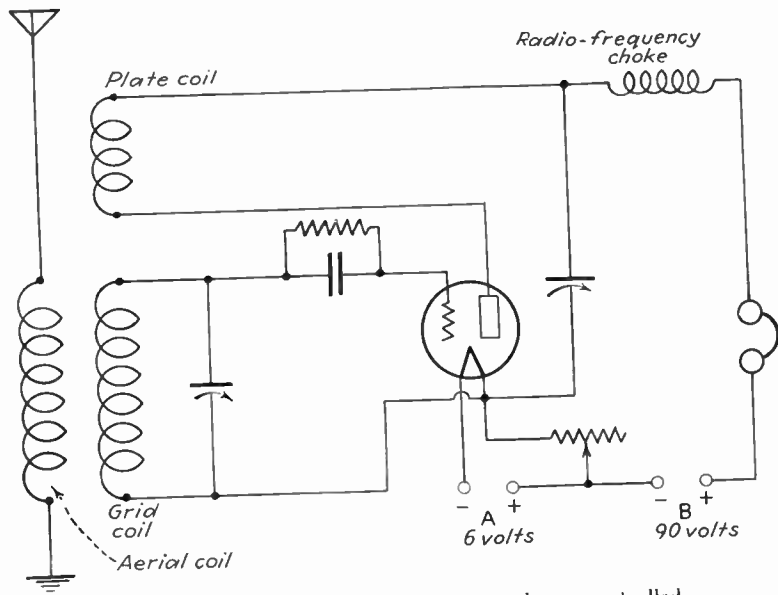 Radio-frequency
choke
Plate coil
Grid
coil
Aerial coil
- A +
6 volts
- B +
90 volts